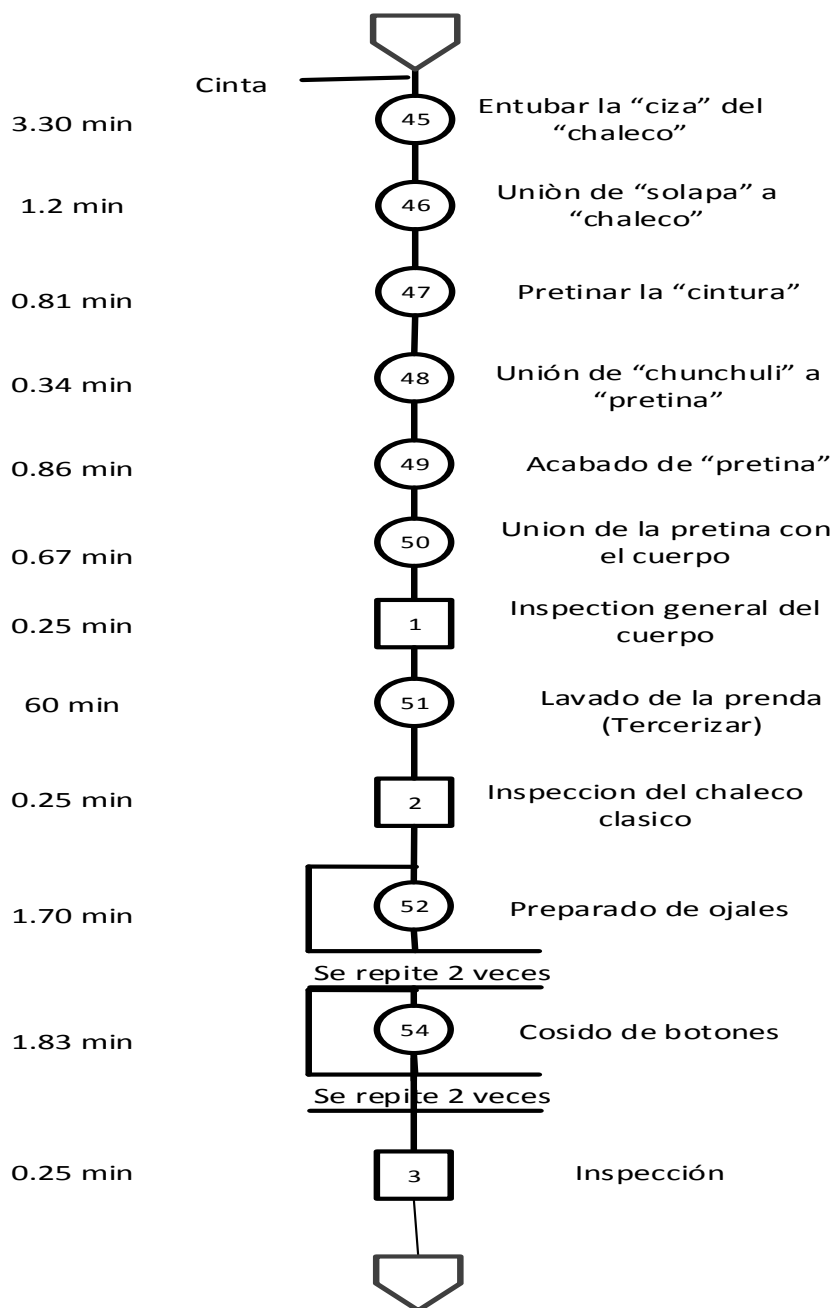 Cinta
3.30 min
45
Entubar la “ciza” del
“chaleco”
1.2 min
46
Uniòn de “solapa” a
“chaleco”
0.81 min
47
Pretinar la “cintura”
0.34 min
48
Unión de “chunchuli” a
“pretina”
0.86 min
49
Acabado de “pretina”
0.67 min
50
Union de la pretina con
el cuerpo
0.25 min
1
Inspection general del
cuerpo
60 min
51
Lavado de la prenda
(Tercerizar)
0.25 min
2
Inspeccion del chaleco
clasico
1.70 min
52
Preparado de ojales
Se repite 2 veces
1.83 min
54
Cosido de botones
Se repite 2 veces
0.25 min
3
Inspección